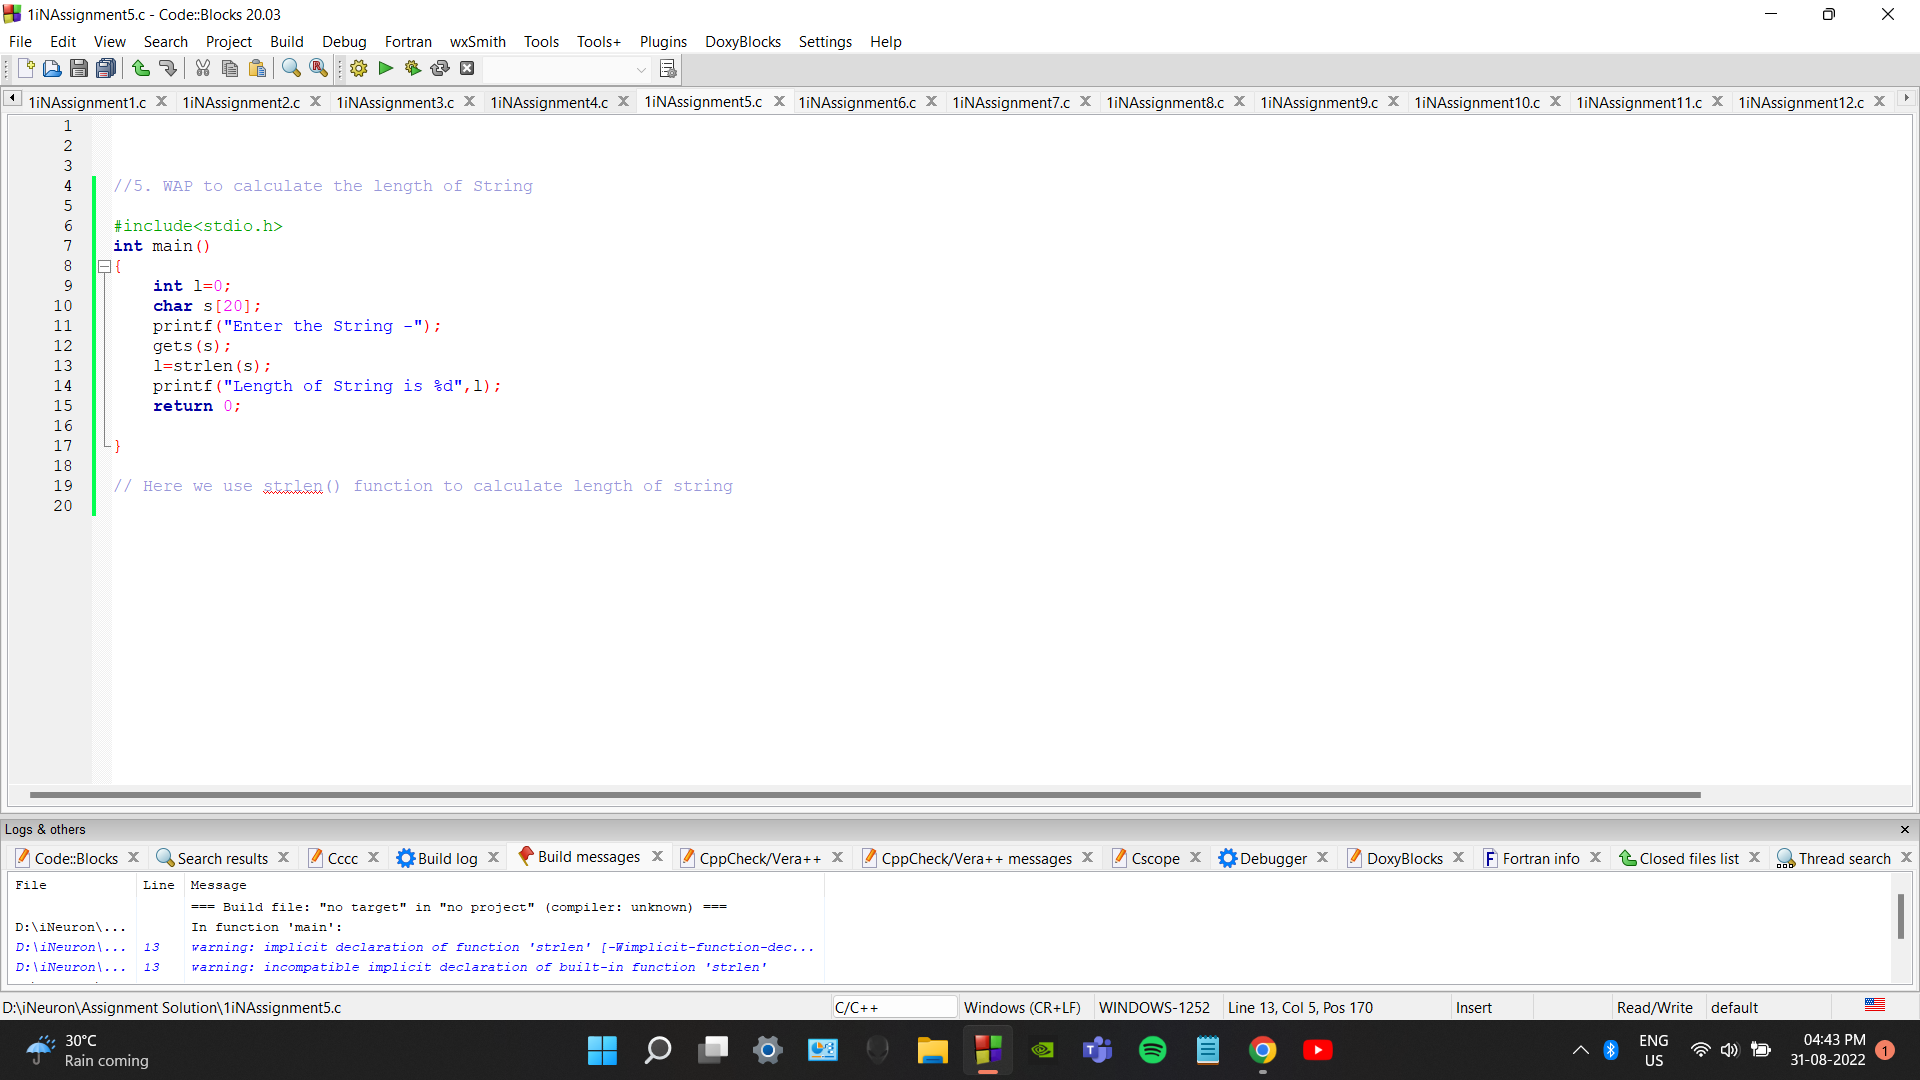 1iNAssignment5.c - Code::Blocks 20.03
File Edit View Search Project Build Debug Fortran wxSmith Tools Tools+ Plugins DoxyBlocks Settings Help
1iNAssignment1.c 1iNAssignment2.c 1iNAssignment3.c 1iNAssignment4.c 1iNAssignment5.c 1iNAssignment6.c 1iNAssignment7.c 1iNAssignment8.c 1iNAssignment9.c 1iNAssignment10.c 1iNAssignment11.c 1iNAssignment12.c
1
2
3
4 //5. WAP to calculate the length of String
5
6 #include<stdio.h>
7 int main()
8 {
9 int l=0;
10 char s[20];
11 printf("Enter the String -");
12 gets(s);
13 l=strlen(s);
14 printf("Length of String is %d",l);
15 return 0;
16
17 }
18
19 // Here we use strlen() function to calculate length of string
20
Logs & others
Code::Blocks Search results Cccc Build log Build messages CppCheck/Vera++ CppCheck/Vera++ messages Cscope Debugger DoxyBlocks Fortran info Closed files list Thread search
File Line Message
=== Build file: "no target" in "no project" (compiler: unknown) ===
D:\iNeuron\... In function 'main':
D:\iNeuron\... 13 warning: implicit declaration of function 'strlen' [-Wimplicit-function-dec...
D:\iNeuron\... 13 warning: incompatible implicit declaration of built-in function 'strlen'
D:\iNeuron\Assignment Solution\1iNAssignment5.c C/C++ Windows (CR+LF) WINDOWS-1252 Line 13, Col 5, Pos 170 Insert Read/Write default
30°C
Rain coming
ENG
US
04:43 PM
31-08-2022
1